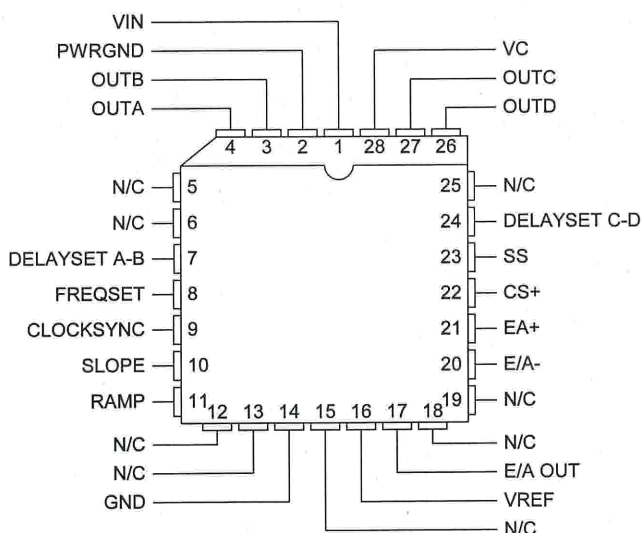 VIN
PWRGND
VC
OUTB
OUTC
OUTA
OUTD
4 3 2 1 28 27 26
N/C 5 25 N/C
N/C 6 24 DELAYSET C-D
DELAYSET A-B 7 23 SS
FREQSET 8 22 CS+
CLOCKSYNC 9 21 EA+
SLOPE 10 20 E/A-
RAMP 11 19 N/C
12 13 14 15 16 17 18
N/C
N/C
N/C
E/A OUT
GND
VREF
N/C